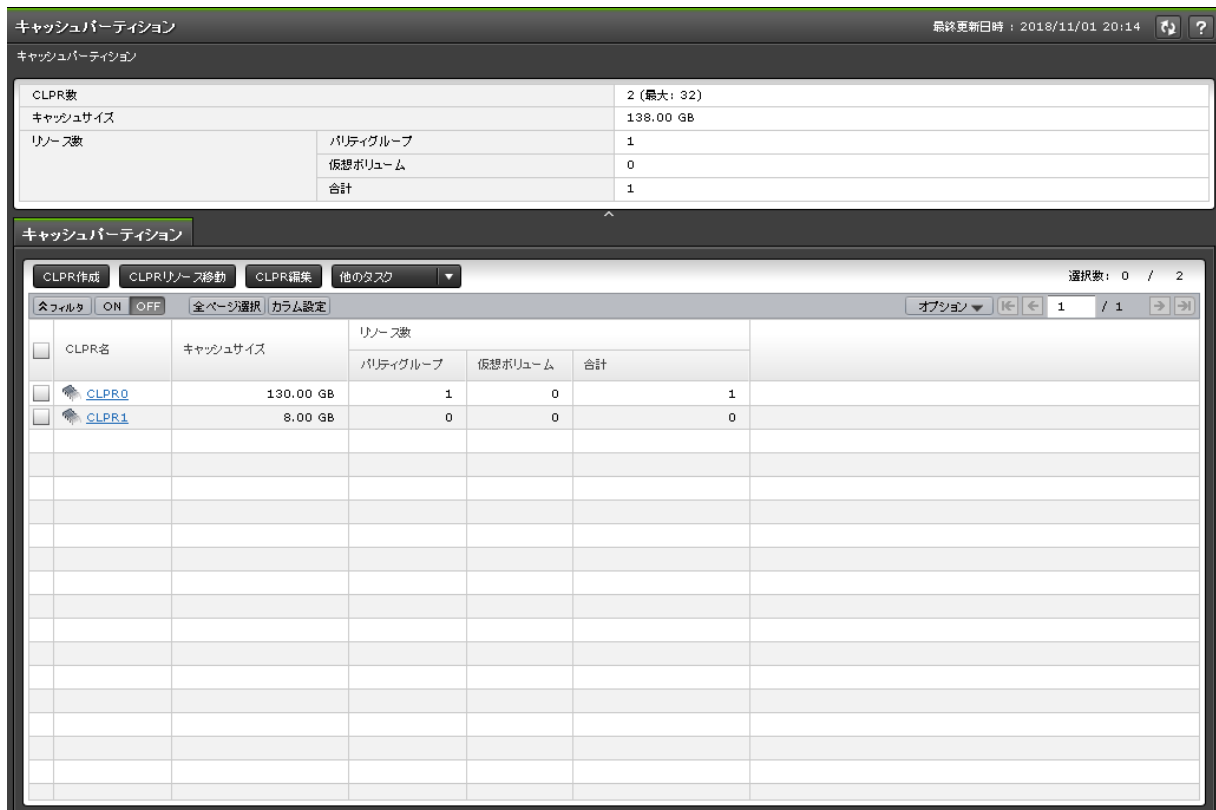 キャッシュパーティション 最終更新日時 : 2018/11/01 20:14 ?
キャッシュパーティション
CLPR数 2 (最大: 32)
キャッシュサイズ 138.00 GB
リソース数 パリティグループ 1
仮想ボリューム 0
合計 1
キャッシュパーティション
CLPR作成 CLPRリソース移動 CLPR編集 他のタスク 選択数: 0 / 2
フィルタ ON OFF 全ページ選択 カラム設定 オプション 1 / 1
CLPR名 キャッシュサイズ リソース数
パリティグループ 仮想ボリューム 合計
CLPR0 130.00 GB 1 0 1
CLPR1 8.00 GB 0 0 0